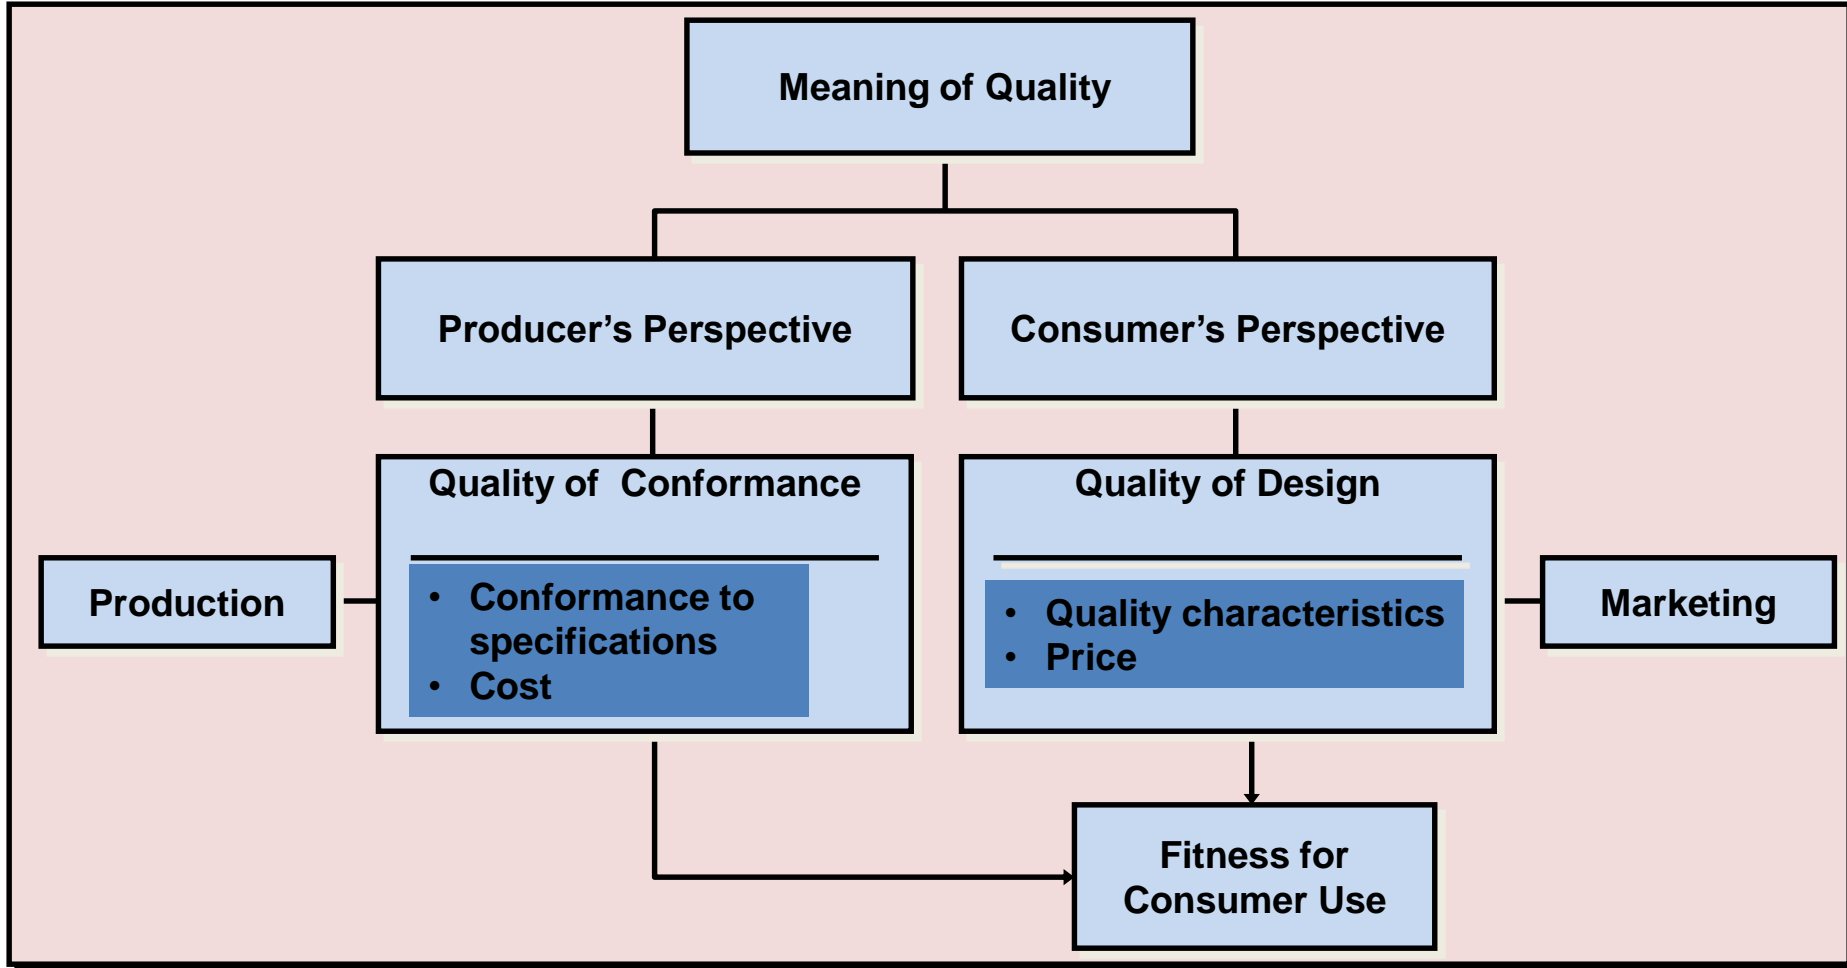 Meaning of Quality
Producer’s Perspective
Consumer’s Perspective
Quality of Conformance
Quality of Design
Production
• Conformance to
specifications
• Cost
• Quality characteristics
• Price
Marketing
Fitness for
Consumer Use